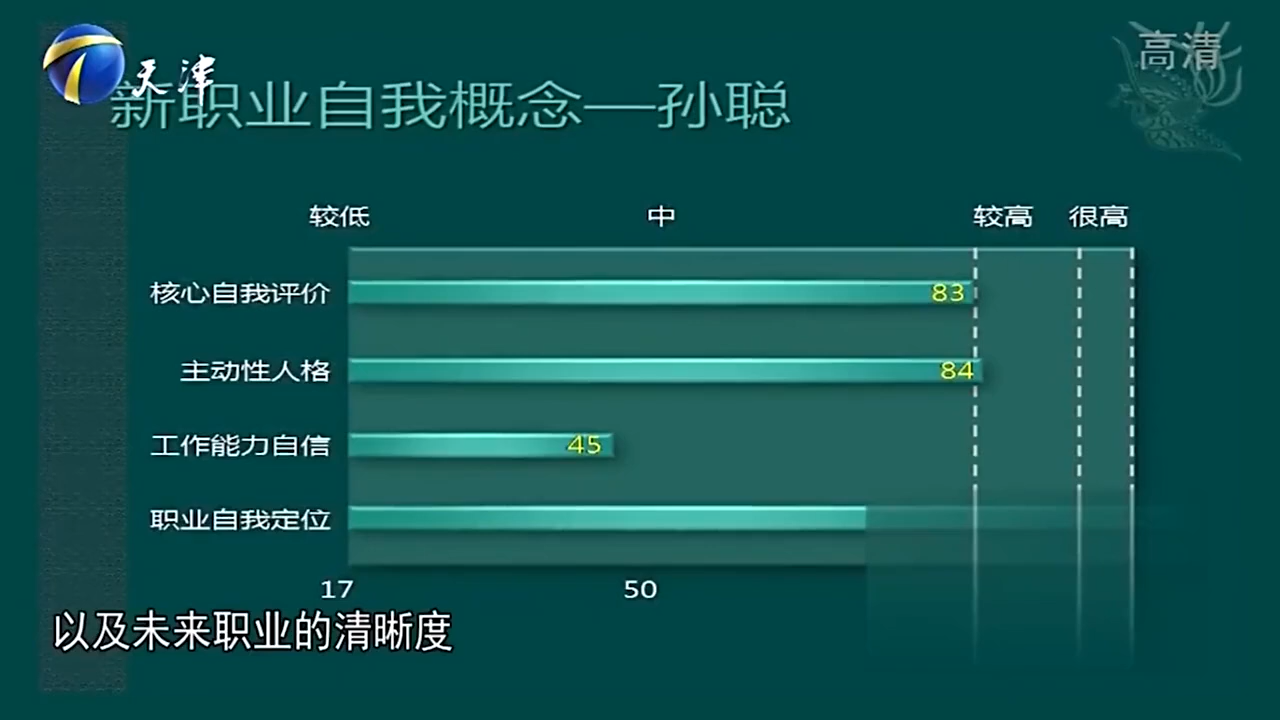 天津
高清
新职业自我概念—孙聪
较低 中 较高 很高
核心自我评价 83
主动性人格 84
工作能力自信 45
职业自我定位
17 50
以及未来职业的清晰度